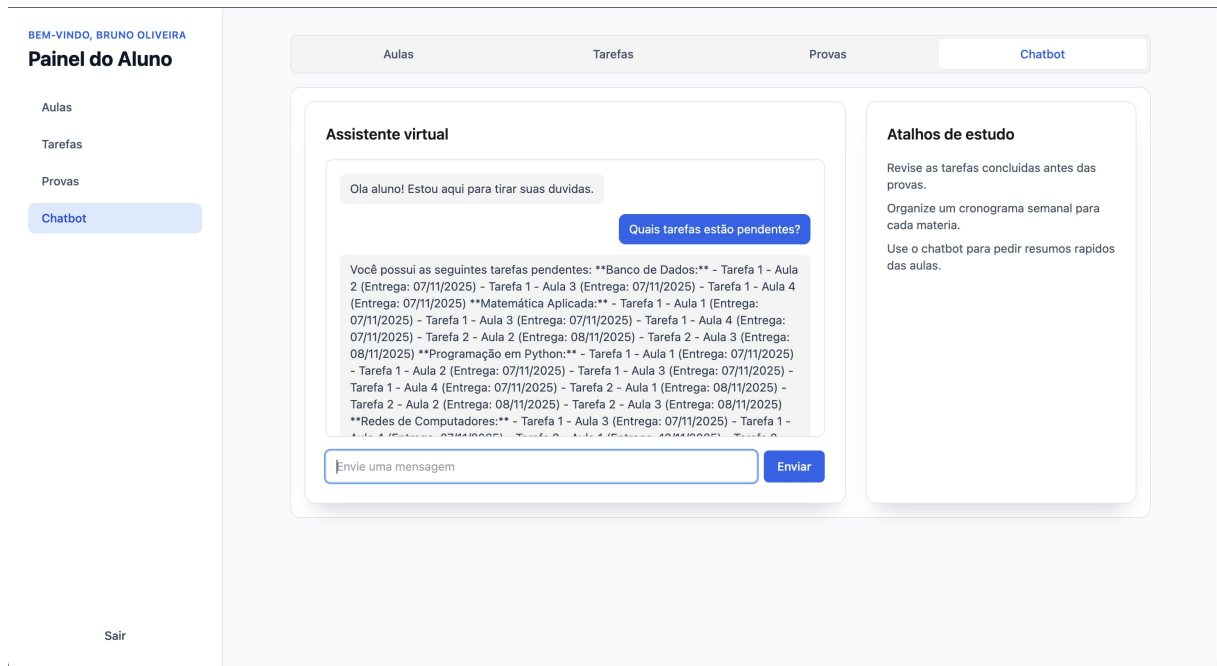 BEM-VINDO, BRUNO OLIVEIRA
Painel do Aluno
Aulas
Tarefas
Provas
Chatbot
Sair
Aulas
Tarefas
Provas
Chatbot
Assistente virtual
Ola aluno! Estou aqui para tirar suas duvidas.
Quais tarefas estão pendentes?
Você possui as seguintes tarefas pendentes: **Banco de Dados:** - Tarefa 1 - Aula
2 (Entrega: 07/11/2025) - Tarefa 1 - Aula 3 (Entrega: 07/11/2025) - Tarefa 1 - Aula 4
(Entrega: 07/11/2025) **Matemática Aplicada:** - Tarefa 1 - Aula 1 (Entrega:
07/11/2025) - Tarefa 1 - Aula 3 (Entrega: 07/11/2025) - Tarefa 1 - Aula 4 (Entrega:
07/11/2025) - Tarefa 2 - Aula 2 (Entrega: 08/11/2025) - Tarefa 2 - Aula 3 (Entrega:
08/11/2025) **Programação em Python:** - Tarefa 1 - Aula 1 (Entrega: 07/11/2025)
- Tarefa 1 - Aula 2 (Entrega: 07/11/2025) - Tarefa 1 - Aula 3 (Entrega: 07/11/2025) -
Tarefa 1 - Aula 4 (Entrega: 07/11/2025) - Tarefa 2 - Aula 1 (Entrega: 08/11/2025) -
Tarefa 2 - Aula 2 (Entrega: 08/11/2025) - Tarefa 2 - Aula 3 (Entrega: 08/11/2025)
**Redes de Computadores:** - Tarefa 1 - Aula 3 (Entrega: 07/11/2025) - Tarefa 1 -
Envie uma mensagem
Enviar
Atalhos de estudo
Revise as tarefas concluidas antes das
provas.
Organize um cronograma semanal para
cada materia.
Use o chatbot para pedir resumos rapidos
das aulas.